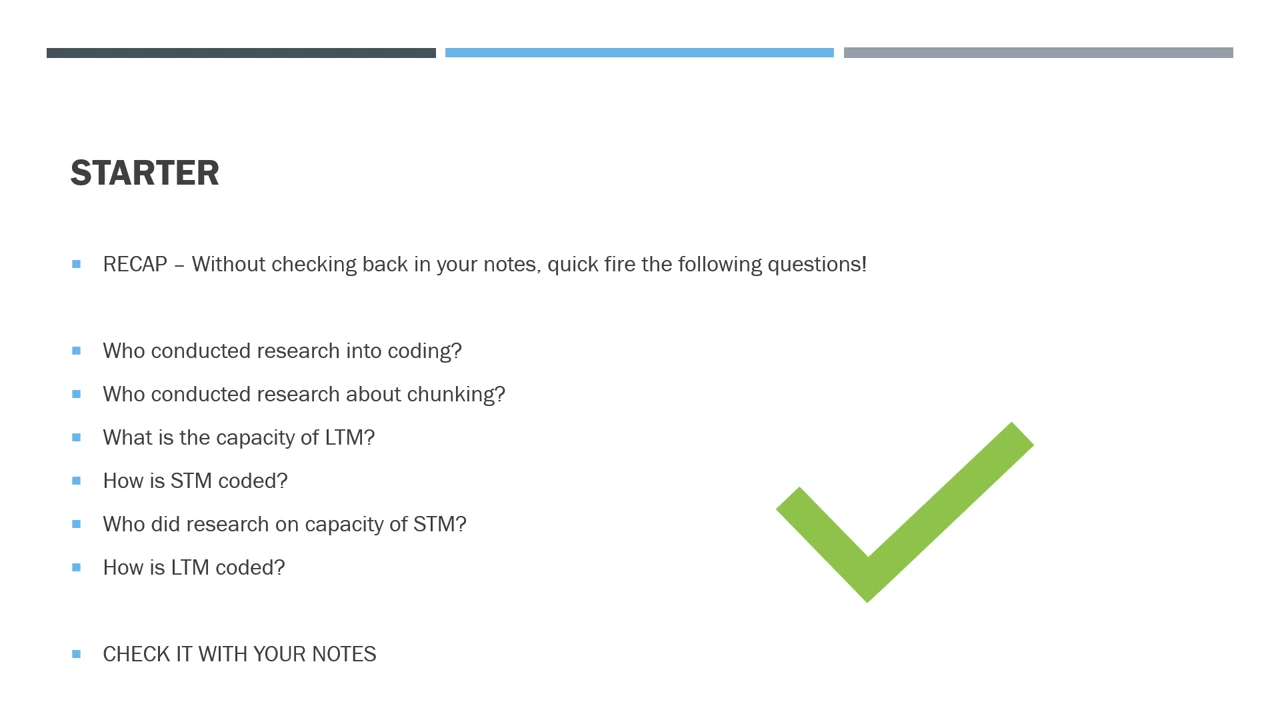 STARTER
RECAP – Without checking back in your notes, quick fire the following questions!
Who conducted research into coding?
Who conducted research about chunking?
What is the capacity of LTM?
How is STM coded?
Who did research on capacity of STM?
How is LTM coded?
CHECK IT WITH YOUR NOTES